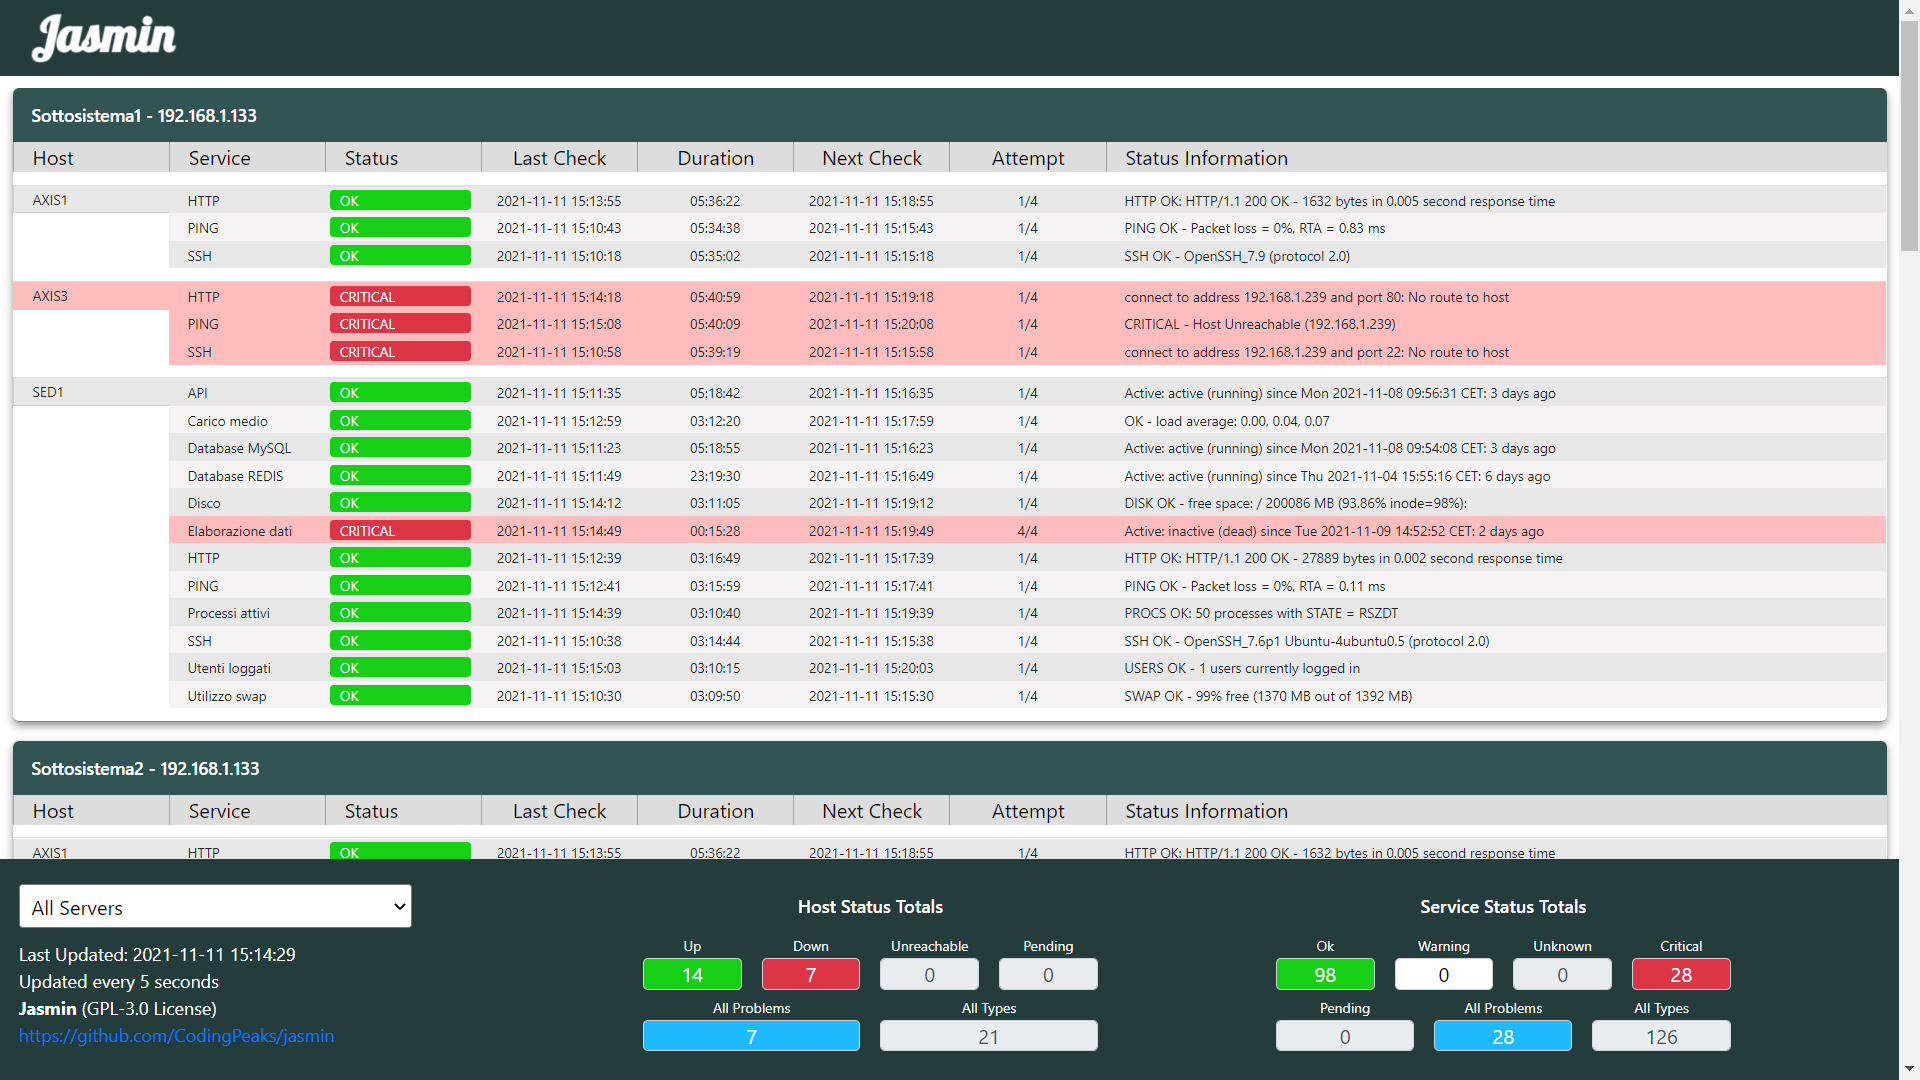 Jasmin
Sottosistema1 - 192.168.1.133
Host Service Status Last Check Duration Next Check Attempt Status Information
AXIS1 HTTP OK 2021-11-11 15:13:55 05:36:22 2021-11-11 15:18:55 1/4 HTTP OK: HTTP/1.1 200 OK - 1632 bytes in 0.005 second response time
PING OK 2021-11-11 15:10:43 05:34:38 2021-11-11 15:15:43 1/4 PING OK - Packet loss = 0%, RTA = 0.83 ms
SSH OK 2021-11-11 15:10:18 05:35:02 2021-11-11 15:15:18 1/4 SSH OK - OpenSSH_7.9 (protocol 2.0)
AXIS3 HTTP CRITICAL 2021-11-11 15:14:18 05:40:59 2021-11-11 15:19:18 1/4 connect to address 192.168.1.239 and port 80: No route to host
PING CRITICAL 2021-11-11 15:15:08 05:40:09 2021-11-11 15:20:08 1/4 CRITICAL - Host Unreachable (192.168.1.239)
SSH CRITICAL 2021-11-11 15:10:58 05:39:19 2021-11-11 15:15:58 1/4 connect to address 192.168.1.239 and port 22: No route to host
SED1 API OK 2021-11-11 15:11:35 05:18:42 2021-11-11 15:16:35 1/4 Active: active (running) since Mon 2021-11-08 09:56:31 CET: 3 days ago
Carico medio OK 2021-11-11 15:12:59 03:12:20 2021-11-11 15:17:59 1/4 OK - load average: 0.00, 0.04, 0.07
Database MySQL OK 2021-11-11 15:11:23 05:18:55 2021-11-11 15:16:23 1/4 Active: active (running) since Mon 2021-11-08 09:54:08 CET: 3 days ago
Database REDIS OK 2021-11-11 15:11:49 23:19:30 2021-11-11 15:16:49 1/4 Active: active (running) since Thu 2021-11-04 15:55:16 CET: 6 days ago
Disco OK 2021-11-11 15:14:12 03:11:05 2021-11-11 15:19:12 1/4 DISK OK - free space: / 200086 MB (93.86% inode=98%):
Elaborazione dati CRITICAL 2021-11-11 15:14:49 00:15:28 2021-11-11 15:19:49 4/4 Active: inactive (dead) since Tue 2021-11-09 14:52:52 CET: 2 days ago
HTTP OK 2021-11-11 15:12:39 03:16:49 2021-11-11 15:17:39 1/4 HTTP OK: HTTP/1.1 200 OK - 27889 bytes in 0.002 second response time
PING OK 2021-11-11 15:12:41 03:15:59 2021-11-11 15:17:41 1/4 PING OK - Packet loss = 0%, RTA = 0.11 ms
Processi attivi OK 2021-11-11 15:14:39 03:10:40 2021-11-11 15:19:39 1/4 PROCS OK: 50 processes with STATE = RSZDT
SSH OK 2021-11-11 15:10:38 03:14:44 2021-11-11 15:15:38 1/4 SSH OK - OpenSSH_7.6p1 Ubuntu-4ubuntu0.5 (protocol 2.0)
Utenti loggati OK 2021-11-11 15:15:03 03:10:15 2021-11-11 15:20:03 1/4 USERS OK - 1 users currently logged in
Utilizzo swap OK 2021-11-11 15:10:30 03:09:50 2021-11-11 15:15:30 1/4 SWAP OK - 99% free (1370 MB out of 1392 MB)
Sottosistema2 - 192.168.1.133
Host Service Status Last Check Duration Next Check Attempt Status Information
AXIS1 HTTP OK 2021-11-11 15:13:55 05:36:22 2021-11-11 15:18:55 1/4 HTTP OK: HTTP/1.1 200 OK - 1632 bytes in 0.005 second response time
All Servers
Last Updated: 2021-11-11 15:14:29
Updated every 5 seconds
Jasmin (GPL-3.0 License)
https://github.com/CodingPeaks/jasmin
Host Status Totals
Up Down Unreachable Pending
14 7 0 0
All Problems All Types
7 21
Service Status Totals
Ok Warning Unknown Critical
98 0 0 28
Pending All Problems All Types
0 28 126